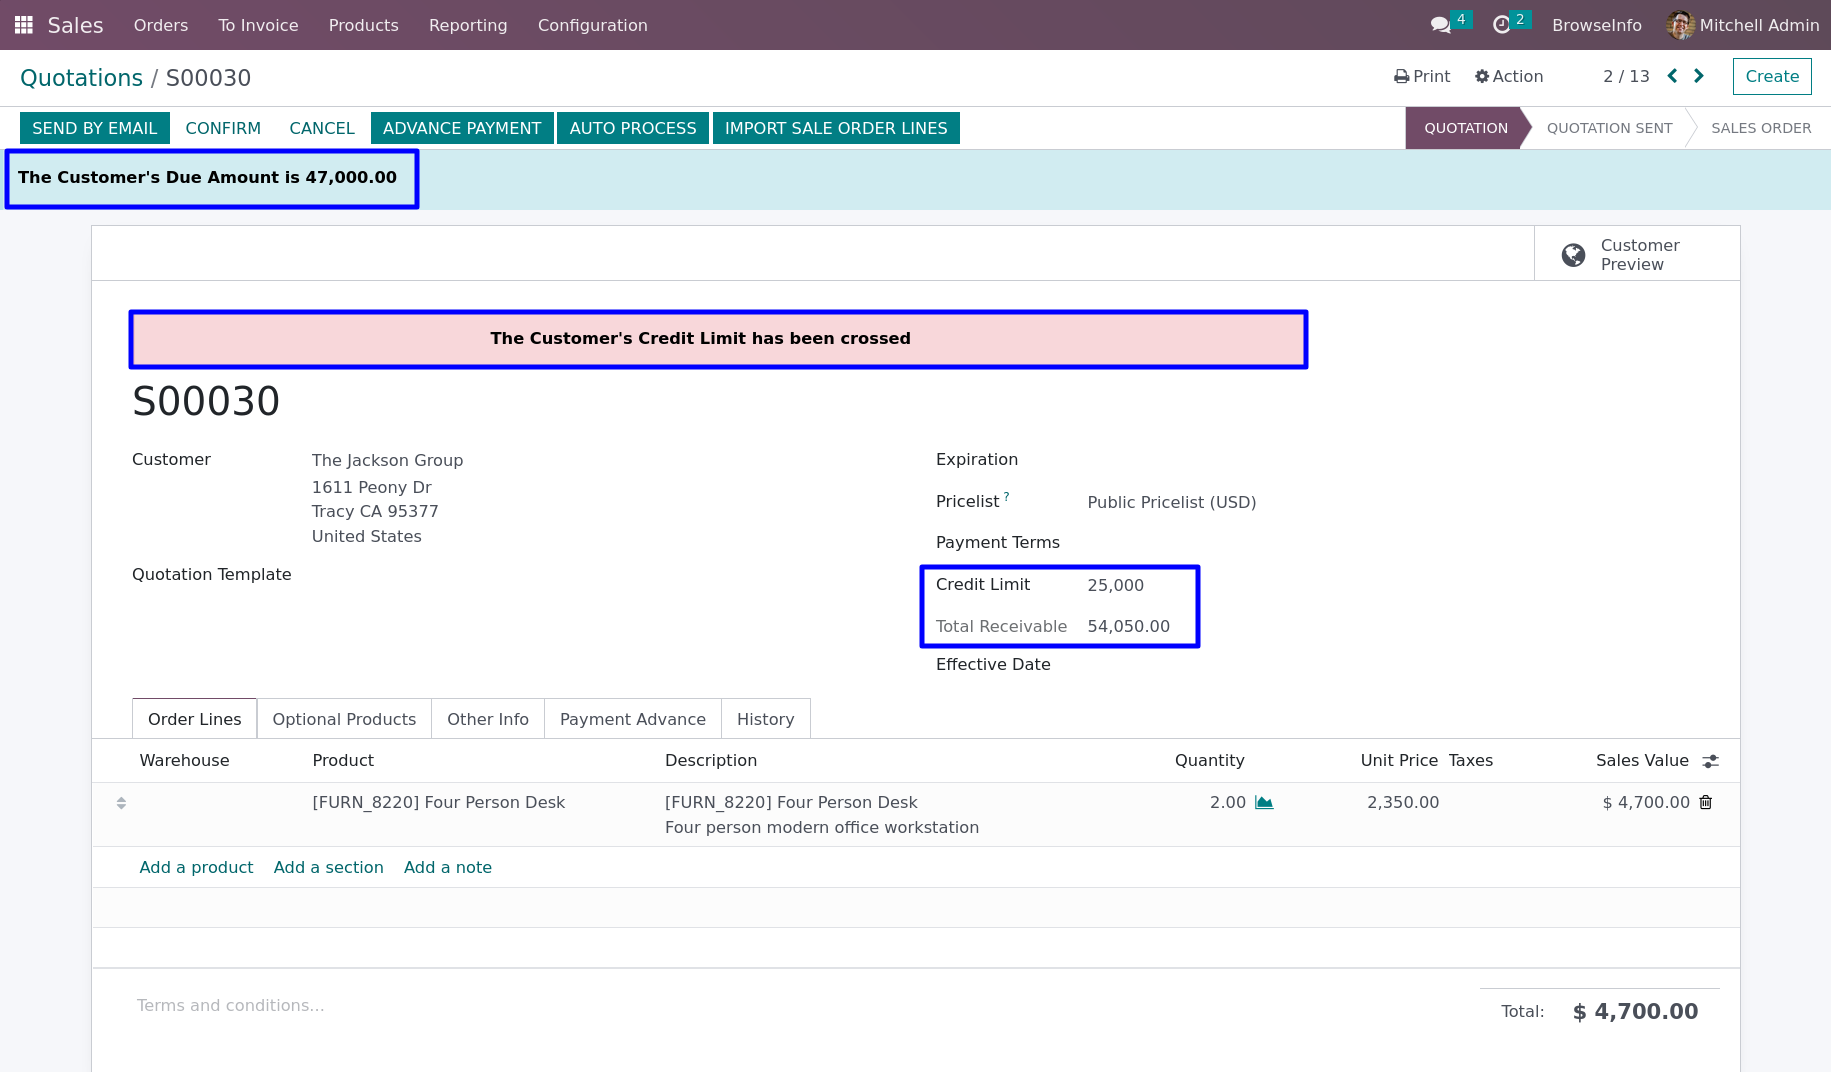 Sales Orders To Invoice Products Reporting Configuration 4 2 BrowseInfo Mitchell Admin
Quotations / S00030 Print Action 2 / 13 Create
SEND BY EMAIL CONFIRM CANCEL ADVANCE PAYMENT AUTO PROCESS IMPORT SALE ORDER LINES QUOTATION QUOTATION SENT SALES ORDER
The Customer's Due Amount is 47,000.00
Customer
Preview
The Customer's Credit Limit has been crossed
S00030
Customer The Jackson Group
1611 Peony Dr
Tracy CA 95377
United States
Quotation Template
Expiration
Pricelist ? Public Pricelist (USD)
Payment Terms
Credit Limit 25,000
Total Receivable 54,050.00
Effective Date
Order Lines Optional Products Other Info Payment Advance History
Warehouse Product Description Quantity Unit Price Taxes Sales Value
[FURN_8220] Four Person Desk [FURN_8220] Four Person Desk 2.00 2,350.00 $ 4,700.00
Four person modern office workstation
Add a product Add a section Add a note
Terms and conditions...
Total: $ 4,700.00